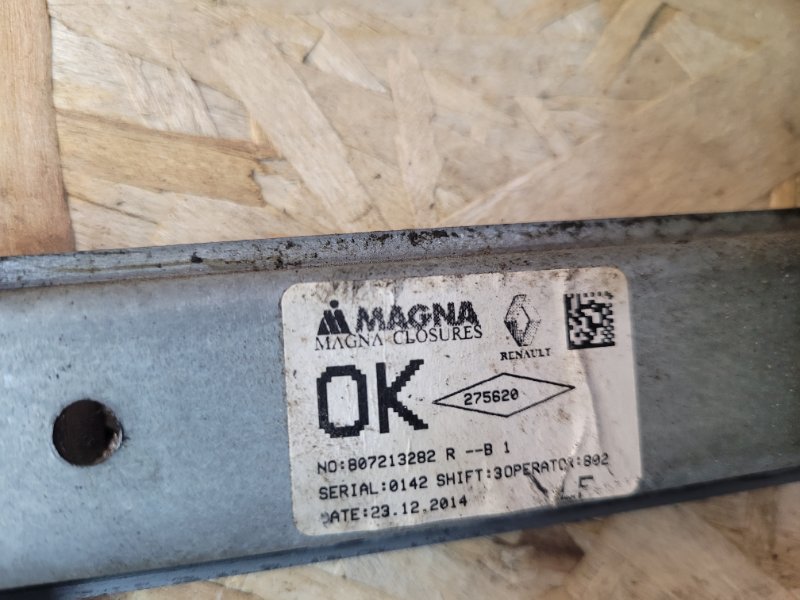 MAGNA
MAGNA CLOSURES
RENAULT
OK
275620
NO:807213282 R --B 1
SERIAL:0142 SHIFT:3OPERATOR:802
DATE:23.12.2014